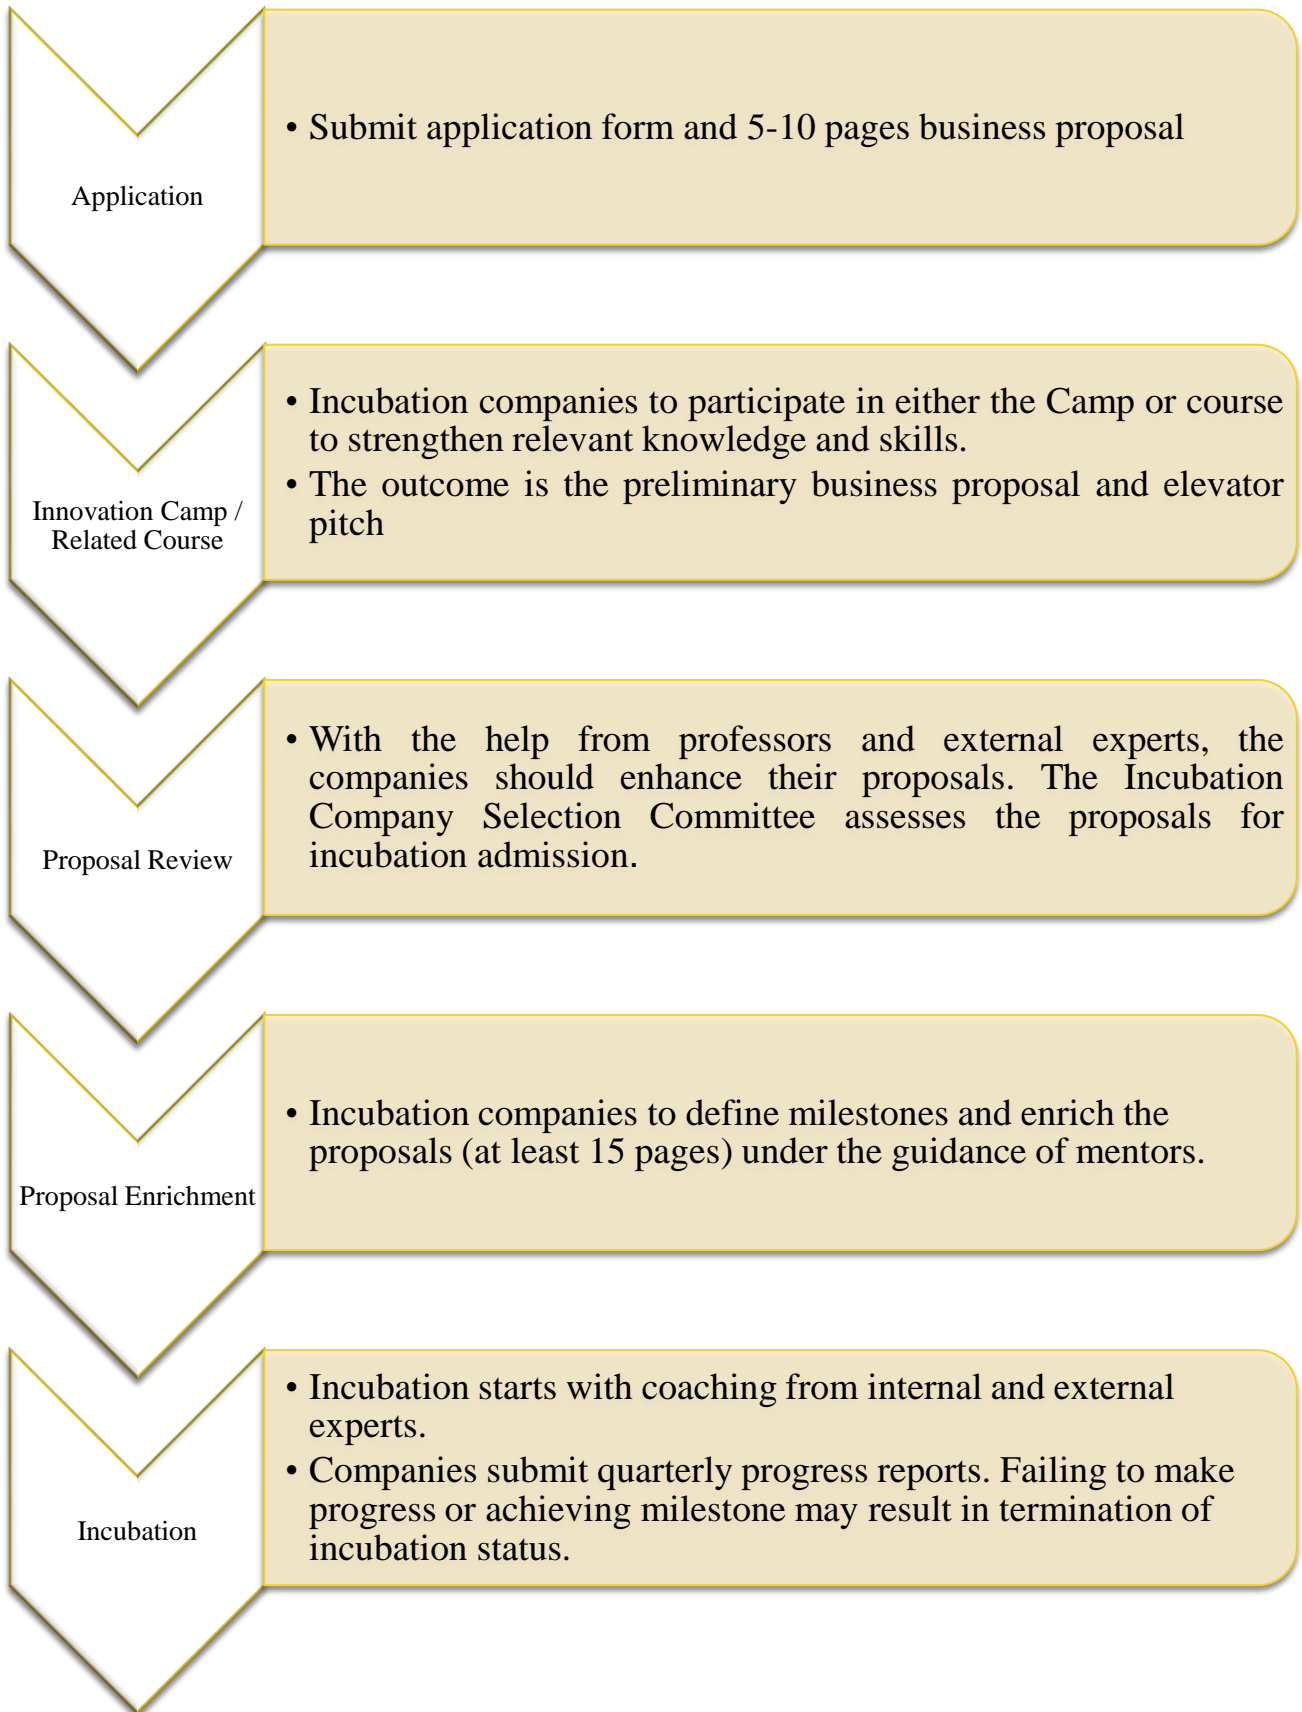 Application
• Submit application form and 5-10 pages business proposal
Innovation Camp /
Related Course
• Incubation companies to participate in either the Camp or course
to strengthen relevant knowledge and skills.
• The outcome is the preliminary business proposal and elevator
pitch
Proposal Review
• With the help from professors and external experts, the
companies should enhance their proposals. The Incubation
Company Selection Committee assesses the proposals for
incubation admission.
Proposal Enrichment
• Incubation companies to define milestones and enrich the
proposals (at least 15 pages) under the guidance of mentors.
Incubation
• Incubation starts with coaching from internal and external
experts.
• Companies submit quarterly progress reports. Failing to make
progress or achieving milestone may result in termination of
incubation status.